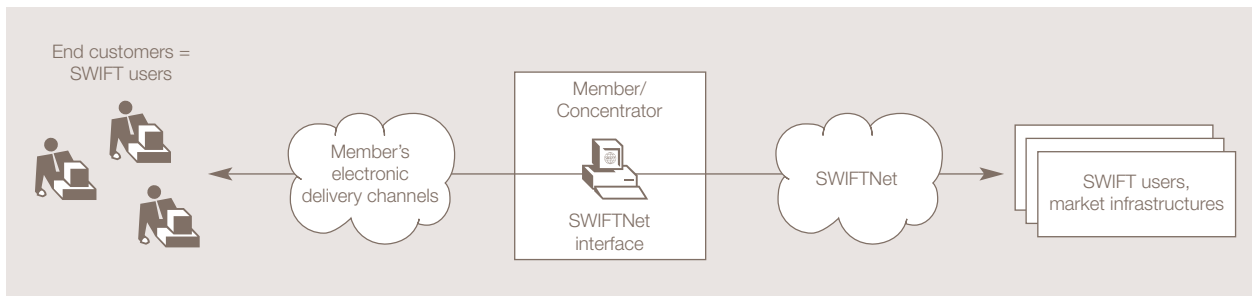 End customers =
SWIFT users
Member's
electronic
delivery channels
Member/
Concentrator
SWIFTNet
interface
SWIFTNet
SWIFT users,
market infrastructures